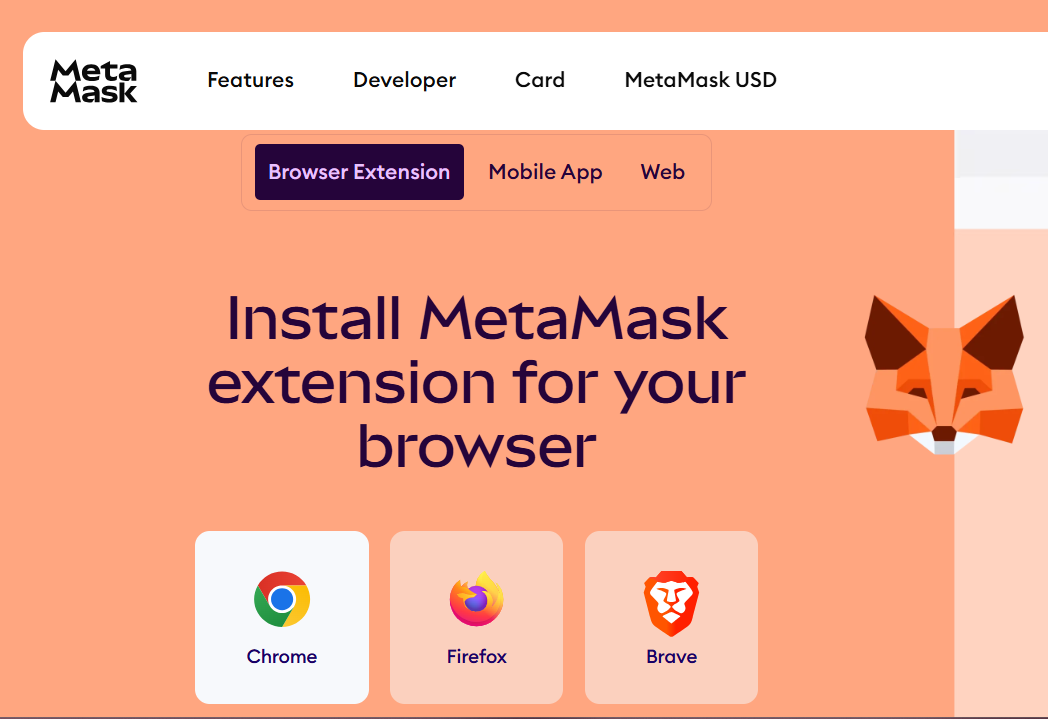 Meta
Mask
Features Developer Card MetaMask USD
Browser Extension Mobile App Web
Install MetaMask
extension for your
browser
Chrome Firefox Brave